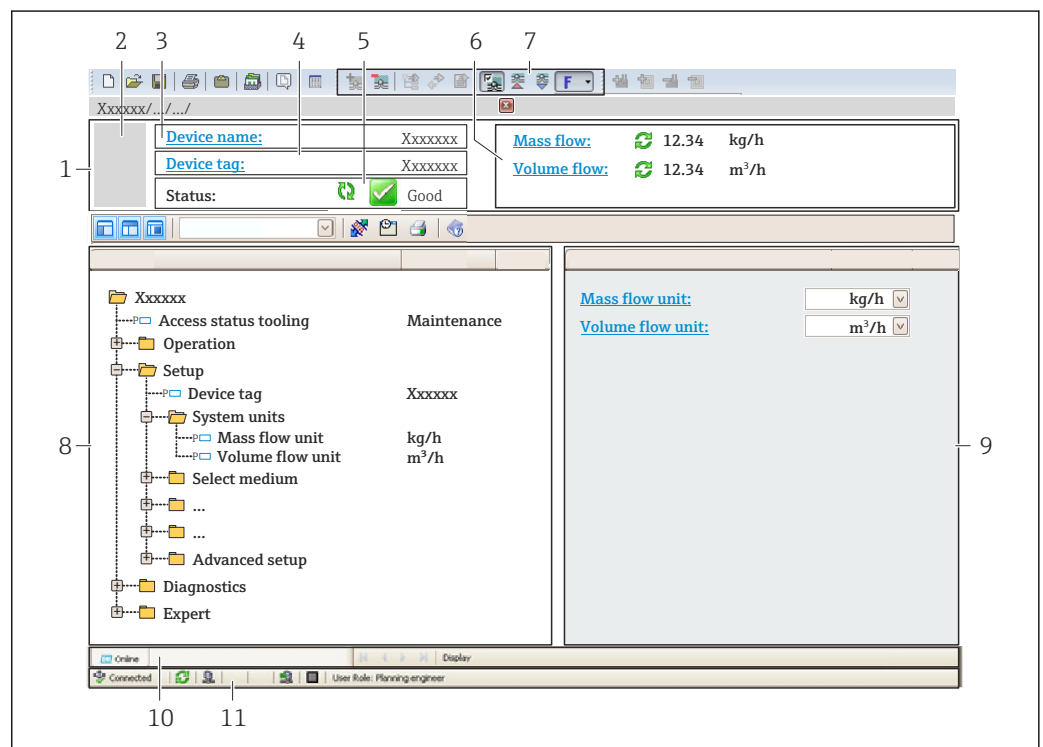 2 3 4 5 6 7
F
Xxxxxx/.../.../
1
Device name: Xxxxxxx
Device tag: Xxxxxxx
Status: Good
Mass flow: 12.34 kg/h
Volume flow: 12.34 m³/h
Xxxxxx
P Access status tooling Maintenance
Operation
Setup
P Device tag Xxxxxx
System units
P Mass flow unit kg/h
P Volume flow unit m³/h
Select medium
...
...
Advanced setup
Diagnostics
Expert
Mass flow unit: kg/h
Volume flow unit: m³/h
8
9
Online Display
Connected User Role: Planning engineer
10 11